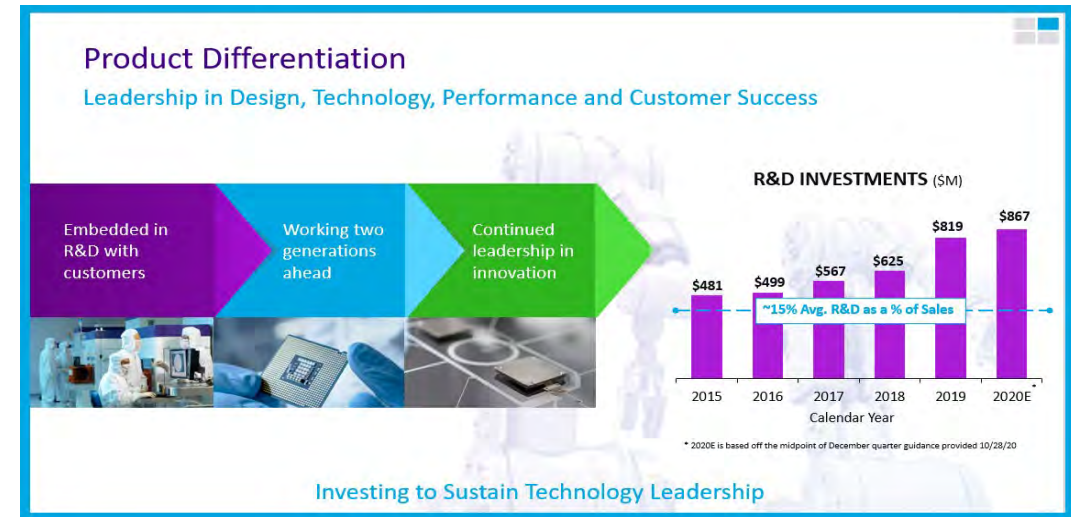 Product Differentiation
Leadership in Design, Technology, Performance and Customer Success
Embedded in
R&D with
customers
Working two
generations
ahead
Continued
leadership in
innovation
R&D INVESTMENTS ($M)
$481
$499
$567
$625
$819
$867
~15% Avg. R&D as a % of Sales
2015 2016 2017 2018 2019 2020E*
Calendar Year
* 2020E is based off the midpoint of December quarter guidance provided 10/28/20
Investing to Sustain Technology Leadership